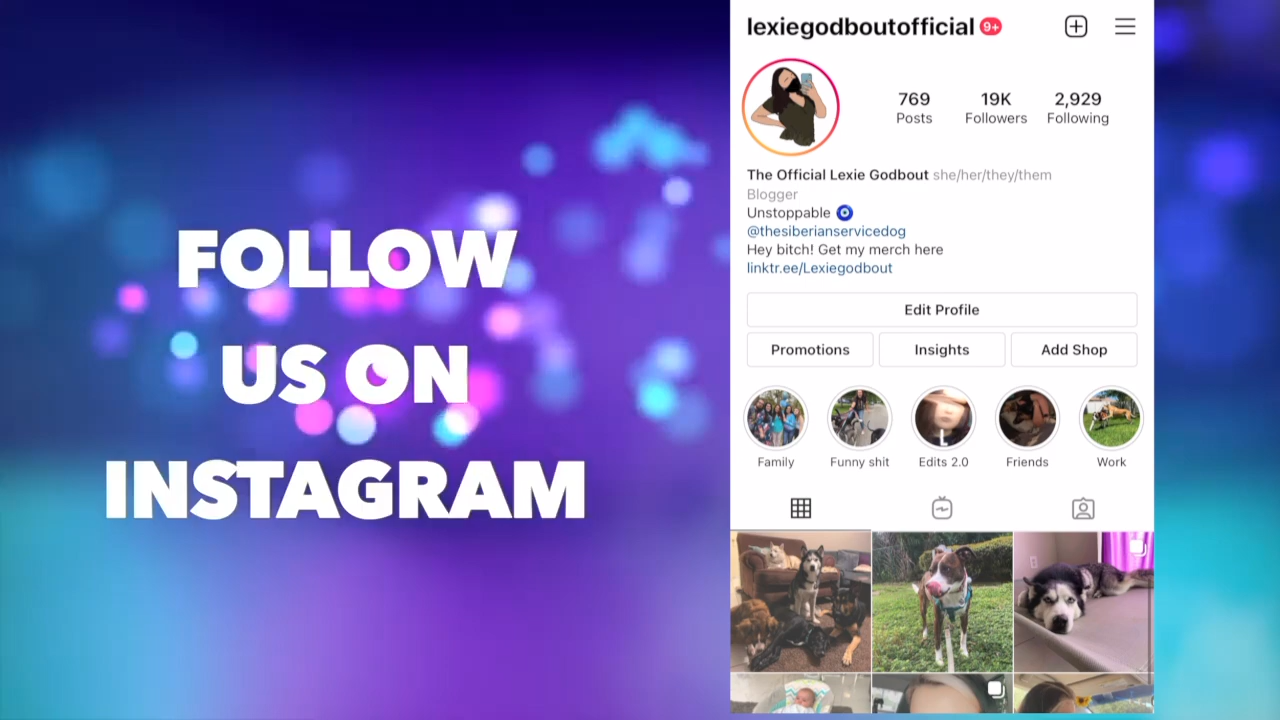 FOLLOW
US ON
INSTAGRAM
lexiegodboutofficial 9+
769 19K 2,929
Posts Followers Following
The Official Lexie Godbout she/her/they/them
Blogger
Unstoppable 🧿
@thesiberianservicedog
Hey bitch! Get my merch here
linktr.ee/Lexiegodbout
Edit Profile
Promotions Insights Add Shop
Family Funny shit Edits 2.0 Friends Work